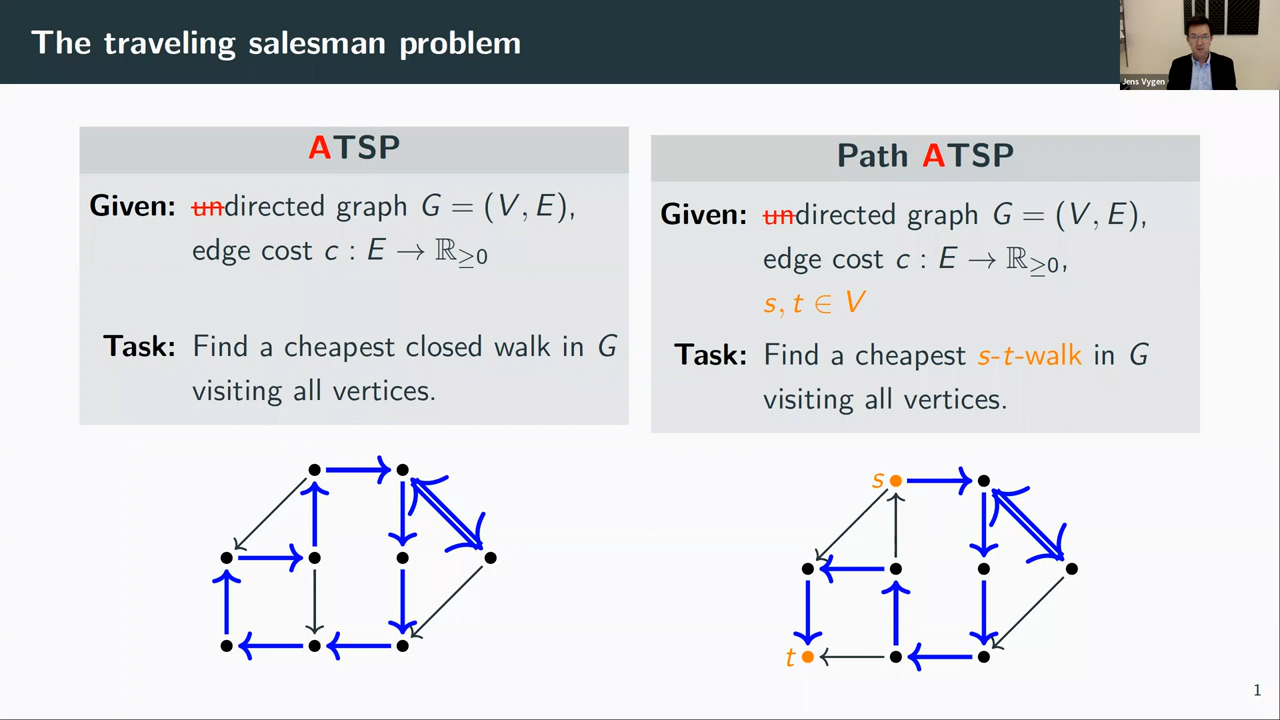 The traveling salesman problem
Jens Vygen
ATSP
Given: undirected graph G = (V, E),
edge cost c : E → ℝ≥0
Task: Find a cheapest closed walk in G
visiting all vertices.
Path ATSP
Given: undirected graph G = (V, E),
edge cost c : E → ℝ≥0,
s, t ∈ V
Task: Find a cheapest s-t-walk in G
visiting all vertices.
s
t
1